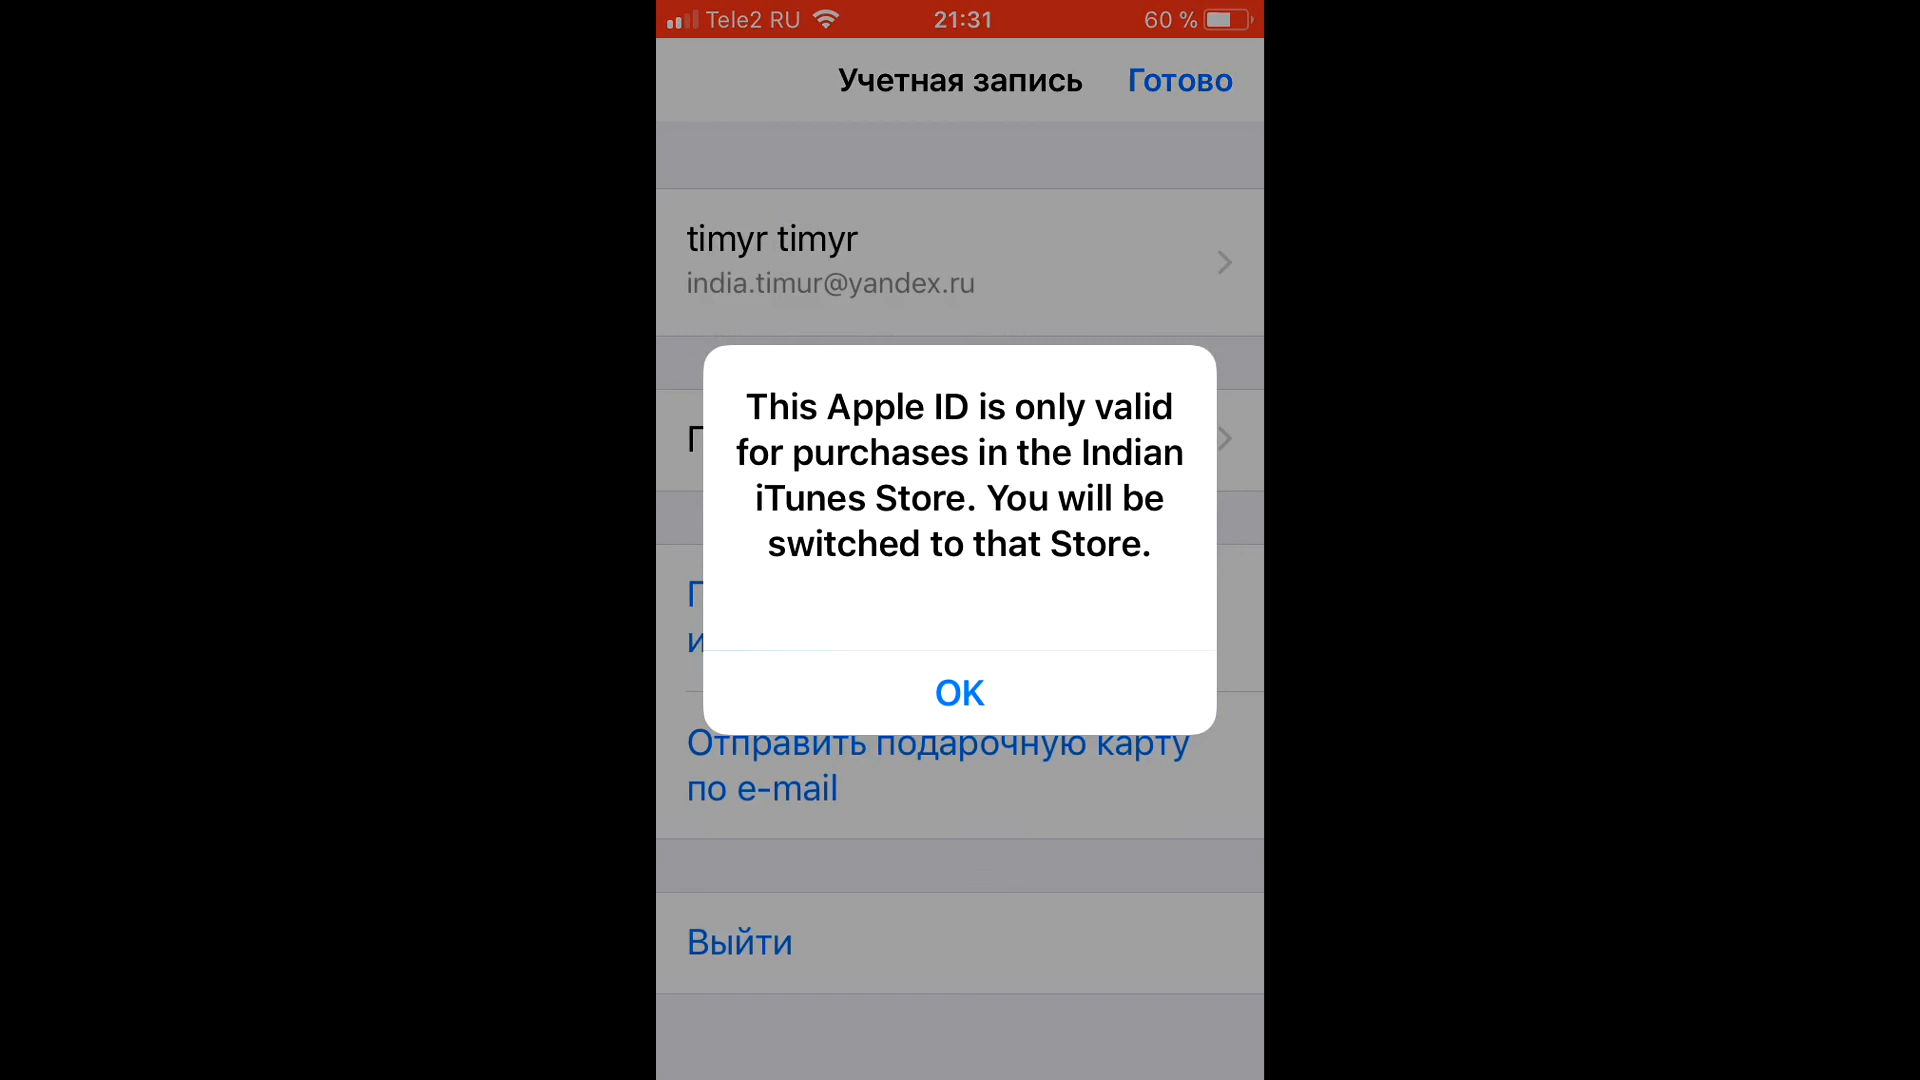 Tele2 RU 21:31 60 %
Учетная запись Готово
timyr timyr
india.timur@yandex.ru
This Apple ID is only valid
for purchases in the Indian
iTunes Store. You will be
switched to that Store.
OK
Отправить подарочную карту
по e-mail
Выйти